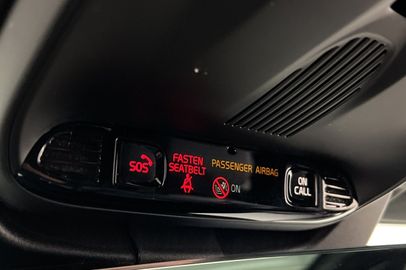 SOS
FASTEN
SEATBELT
PASSENGER AIRBAG
ON
ON
CALL